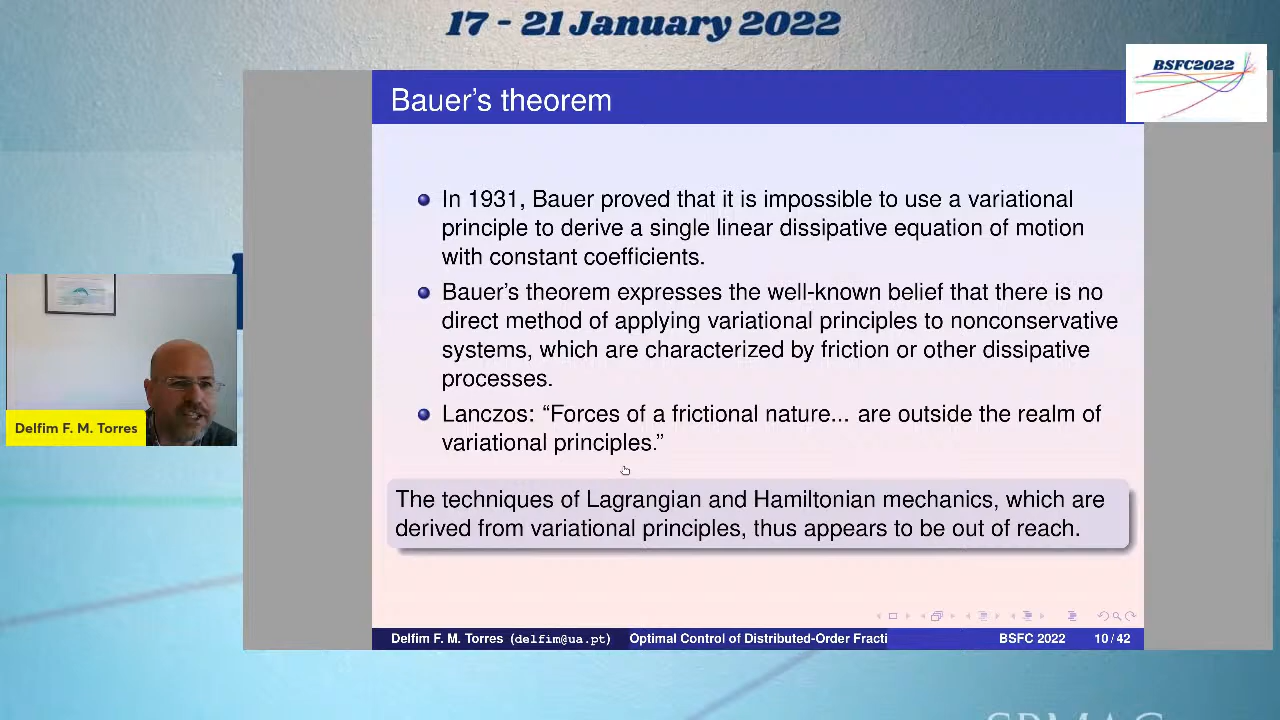 17 - 21 January 2022
BSFC2022
Bauer's theorem
In 1931, Bauer proved that it is impossible to use a variational
principle to derive a single linear dissipative equation of motion
with constant coefficients.
Bauer's theorem expresses the well-known belief that there is no
direct method of applying variational principles to nonconservative
systems, which are characterized by friction or other dissipative
processes.
Lanczos: “Forces of a frictional nature... are outside the realm of
variational principles.”
The techniques of Lagrangian and Hamiltonian mechanics, which are
derived from variational principles, thus appears to be out of reach.
Delfim F. M. Torres
Delfim F. M. Torres (delfim@ua.pt) Optimal Control of Distributed-Order Fracti BSFC 2022 10 / 42